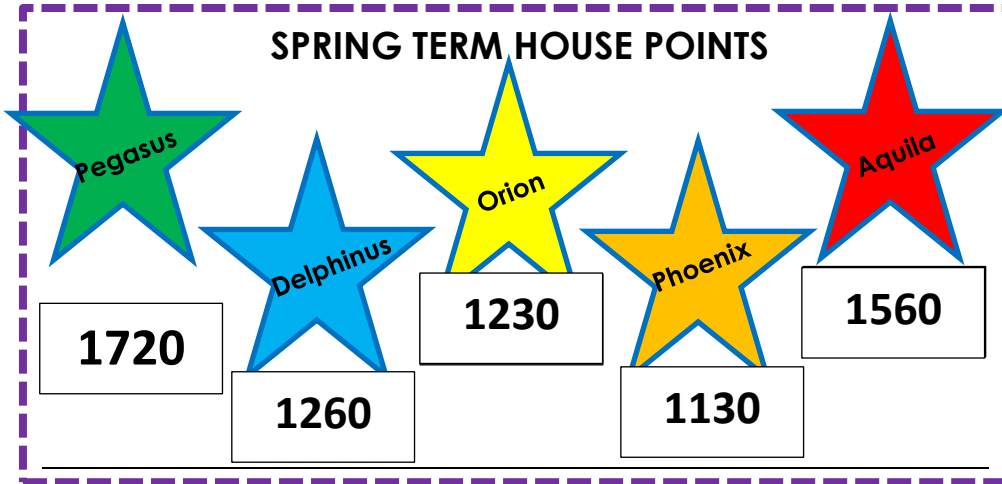 SPRING TERM HOUSE POINTS
Pegasus
Delphinus
Orion
Phoenix
Aquila
1720
1260
1230
1130
1560